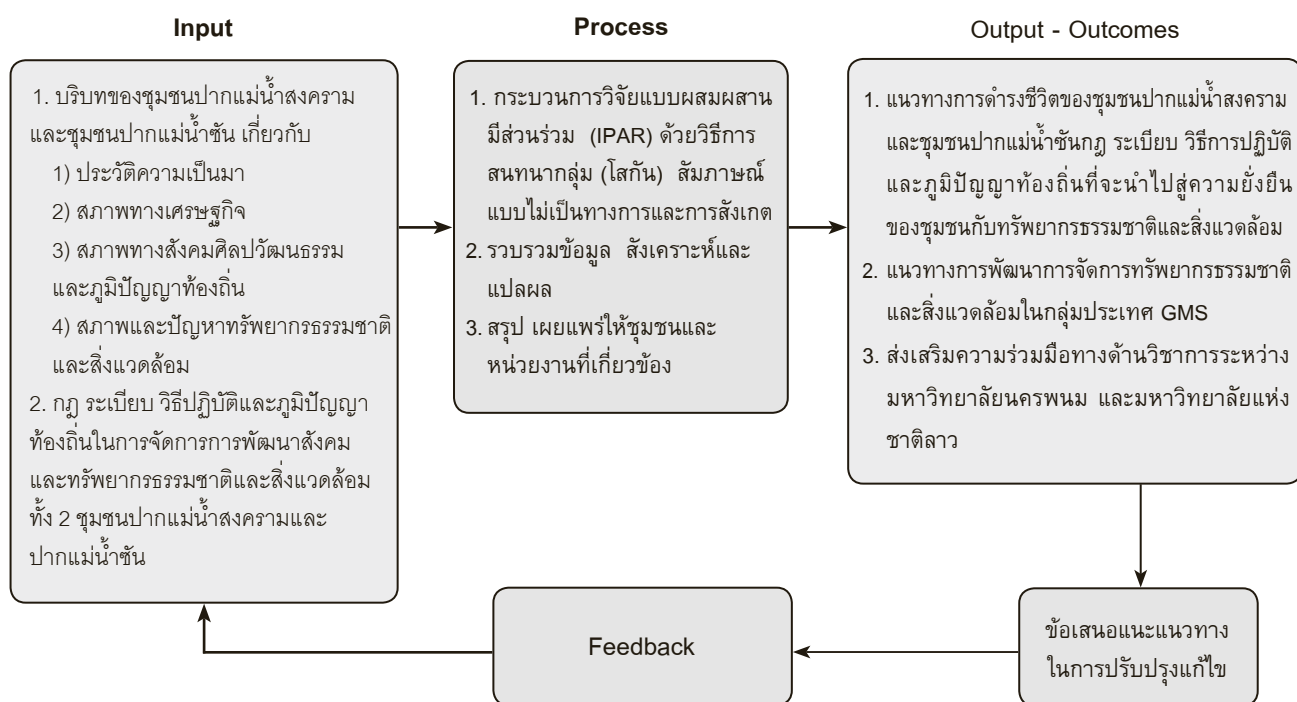 Input
1. บริบทของชุมชนปากแม่น้ำสงคราม
และชุมชนปากแม่น้ำซัน เกี่ยวกับ
1) ประวัติความเป็นมา
2) สภาพทางเศรษฐกิจ
3) สภาพทางสังคมศิลปวัฒนธรรม
และภูมิปัญญาท้องถิ่น
4) สภาพและปัญหาทรัพยากรธรรมชาติ
และสิ่งแวดล้อม
2. กฎ ระเบียบ วิธีปฏิบัติและภูมิปัญญา
ท้องถิ่นในการจัดการการพัฒนาสังคม
และทรัพยากรธรรมชาติและสิ่งแวดล้อม
ทั้ง 2 ชุมชนปากแม่น้ำสงครามและ
ปากแม่น้ำซัน
Process
1. กระบวนการวิจัยแบบผสมผสาน
มีส่วนร่วม (IPAR) ด้วยวิธีการ
สนทนากลุ่ม (โสกัน) สัมภาษณ์
แบบไม่เป็นทางการและการสังเกต
2. รวบรวมข้อมูล สังเคราะห์และ
แปลผล
3. สรุป เผยแพร่ให้ชุมชนและ
หน่วยงานที่เกี่ยวข้อง
Output - Outcomes
1. แนวทางการดำรงชีวิตของชุมชนปากแม่น้ำสงคราม
และชุมชนปากแม่น้ำซันกฎ ระเบียบ วิธีการปฏิบัติ
และภูมิปัญญาท้องถิ่นที่จะนำไปสู่ความยั่งยืน
ของชุมชนกับทรัพยากรธรรมชาติและสิ่งแวดล้อม
2. แนวทางการพัฒนาการจัดการทรัพยากรธรรมชาติ
และสิ่งแวดล้อมในกลุ่มประเทศ GMS
3. ส่งเสริมความร่วมมือทางด้านวิชาการระหว่าง
มหาวิทยาลัยนครพนม และมหาวิทยาลัยแห่ง
ชาติลาว
ข้อเสนอแนะแนวทาง
ในการปรับปรุงแก้ไข
Feedback